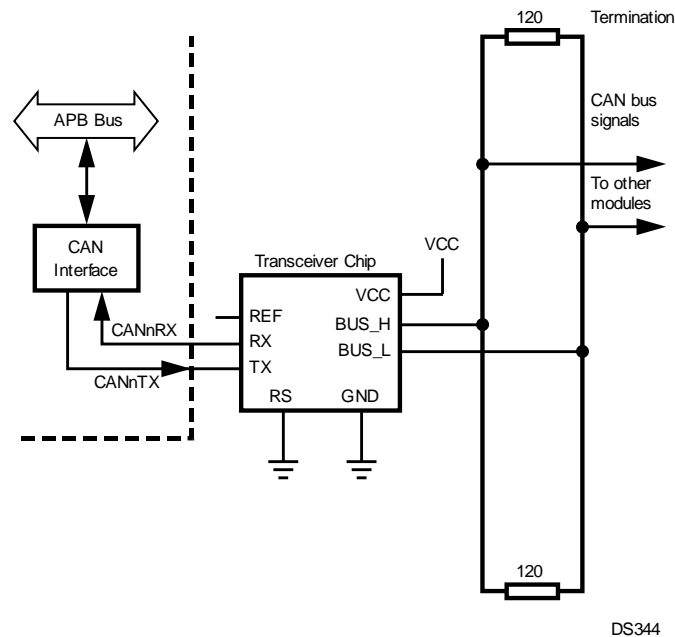 120
Termination
APB Bus
CAN bus
signals
To other
modules
CAN
Interface
Transceiver Chip
VCC
VCC
REF
BUS_H
CANnRX
RX
BUS_L
TX
CANnTX
RS
GND
120
DS344